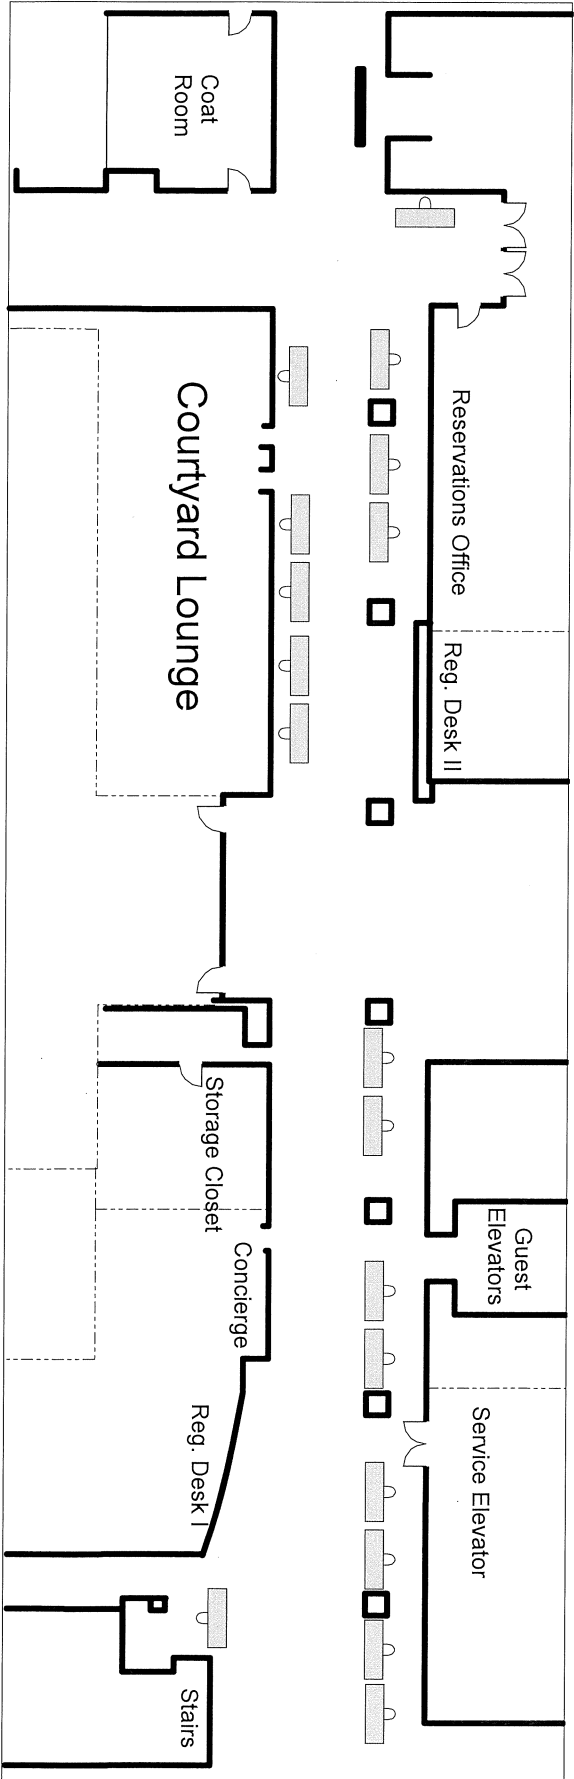 Coat
Room
Reservations Office
Courtyard Lounge
Reg. Desk II
Storage Closet
Guest
Elevators
Concierge
Reg. Desk I
Service Elevator
Stairs